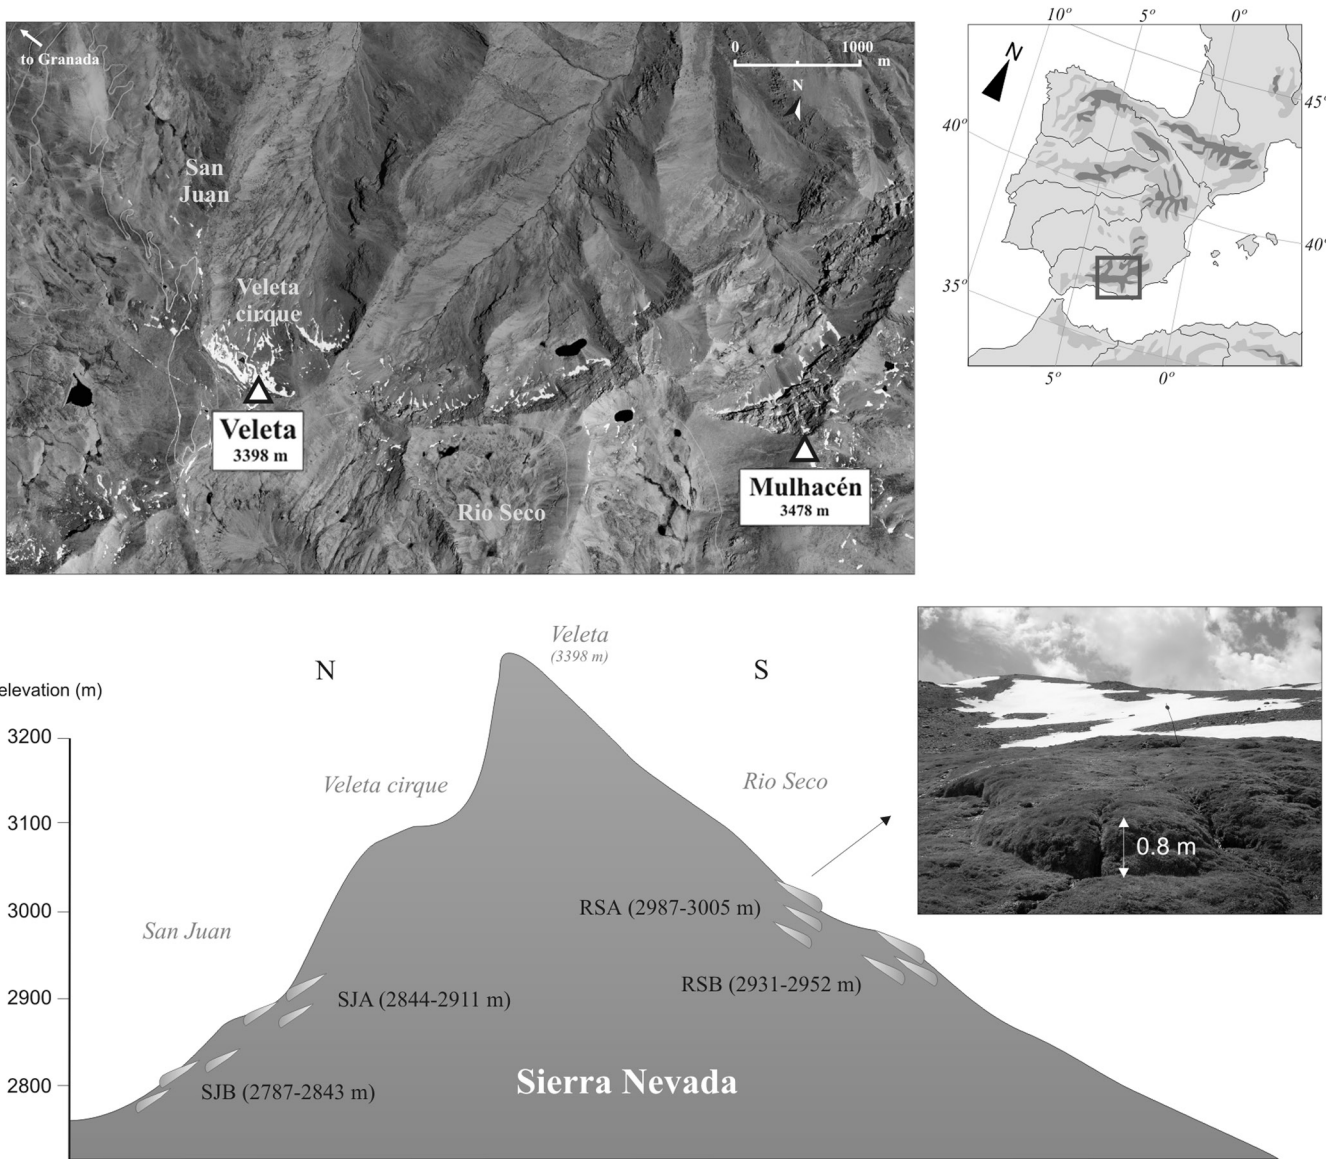 to Granada
0 1000
m
N
San
Juan
Veleta
cirque
Veleta
3398 m
Rio Seco
Mulhacén
3478 m
10º 5º 0º
N
45º
40º
40º
35º
5º 0º
Veleta
(3398 m)
N
S
elevation (m)
3200
Veleta cirque
Rio Seco
3100
0.8 m
3000
RSA (2987-3005 m)
San Juan
RSB (2931-2952 m)
2900
SJA (2844-2911 m)
2800
SJB (2787-2843 m)
Sierra Nevada